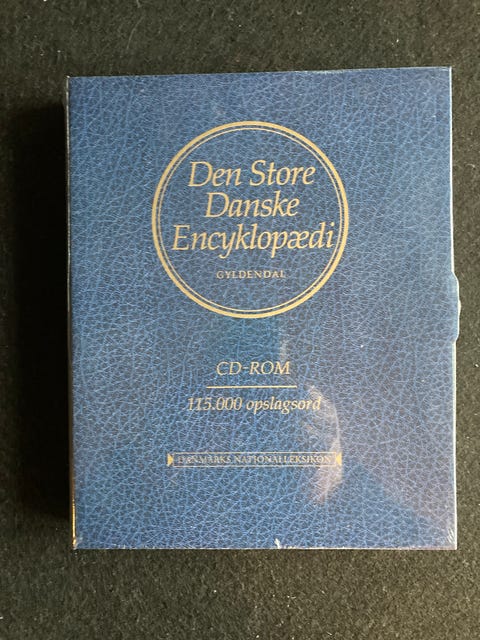 Den Store
Danske
Encyklopædi
GYLDENDAL
CD-ROM
115.000 opslagsord
DANMARKS NATIONALLEKSIKON